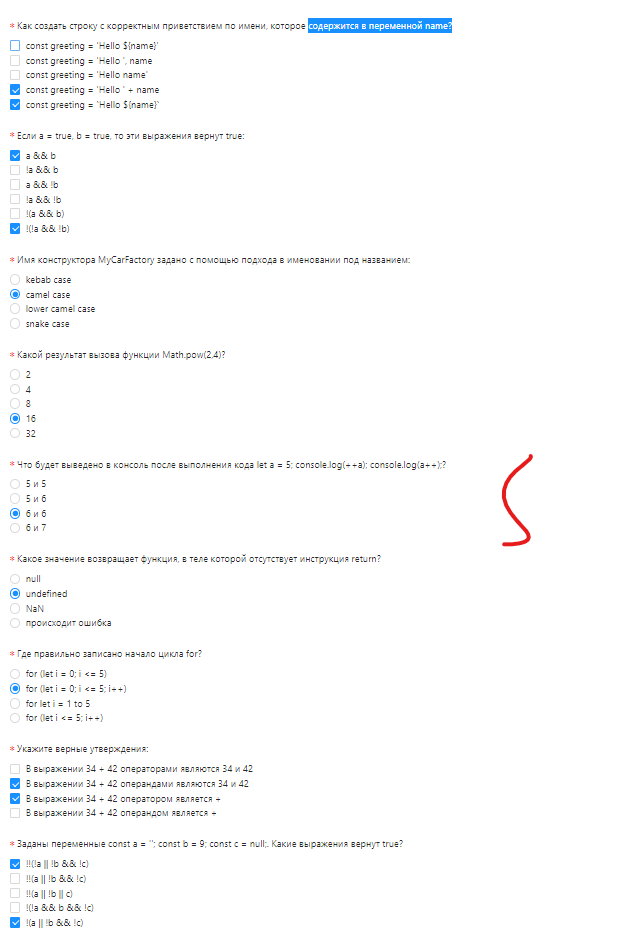 * Как создать строку с корректным приветствием по имени, которое содержится в переменной name?
const greeting = 'Hello ${name}'
const greeting = 'Hello ', name
const greeting = 'Hello name'
const greeting = 'Hello ' + name
const greeting = `Hello ${name}`
* Если a = true, b = true, то эти выражения вернут true:
a && b
!a && b
a && !b
!a && !b
!(a && b)
!(!a && !b)
* Имя конструктора MyCarFactory задано с помощью подхода в именовании под названием:
kebab case
camel case
lower camel case
snake case
* Какой результат вызова функции Math.pow(2,4)?
2
4
8
16
32
* Что будет выведено в консоль после выполнения кода let a = 5; console.log(++a); console.log(a++);?
5 и 5
5 и 6
6 и 6
6 и 7
* Какое значение возвращает функция, в теле которой отсутствует инструкция return?
null
undefined
NaN
происходит ошибка
* Где правильно записано начало цикла for?
for (let i = 0; i <= 5)
for (let i = 0; i <= 5; i++)
for let i = 1 to 5
for (let i <= 5; i++)
* Укажите верные утверждения:
В выражении 34 + 42 операторами являются 34 и 42
В выражении 34 + 42 операндами являются 34 и 42
В выражении 34 + 42 оператором является +
В выражении 34 + 42 операндом является +
* Заданы переменные const a = ''; const b = 9; const c = null;. Какие выражения вернут true?
!!(!a || !b && !c)
!!(a || !b && !c)
!!(a || !b || c)
!(!a && b && !c)
!(a || !b && !c)